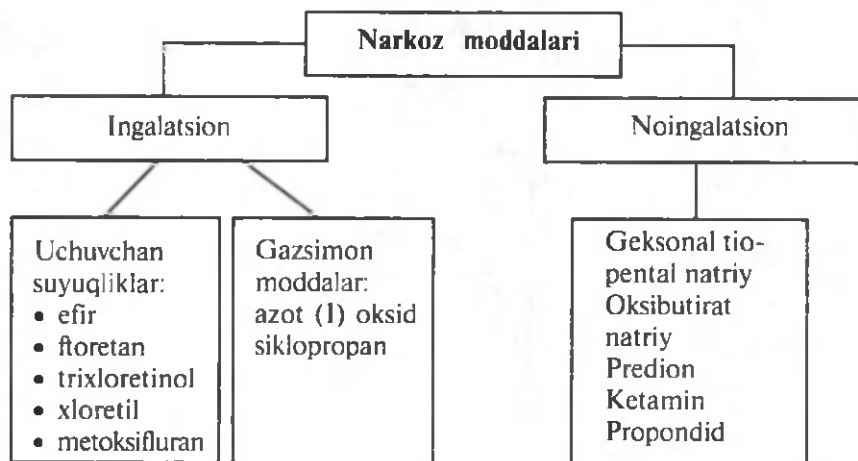 Narkoz moddalari
Ingalatsion
Noingalatsion
Uchuvchan
suyuqliklar:
• efir
• ftoretan
• trixloretinol
• xloretil
• metoksifluran
Gazsimon
moddalar:
azot (1) oksid
siklopropan
Geksonal tio-
pental natriy
Oksibutirat
natriy
Predion
Ketamin
Propondid